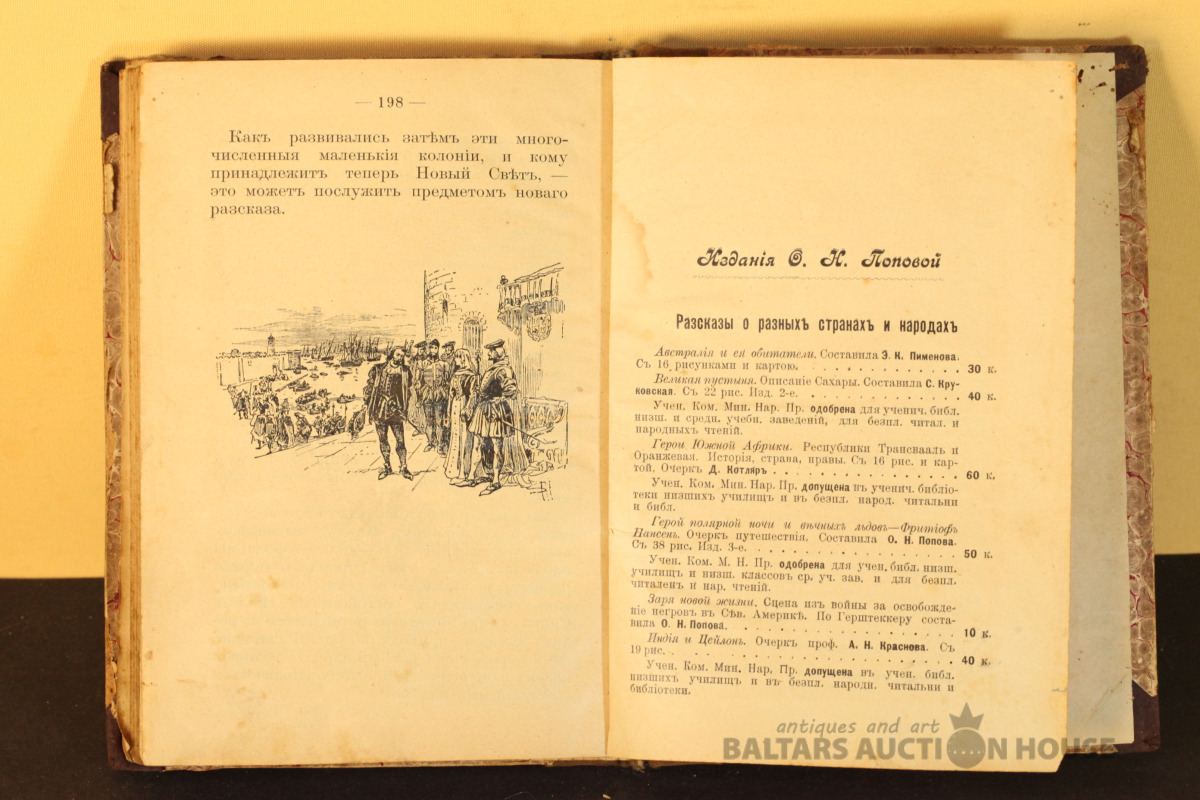 — 198 —
Какъ развивались затѣмъ эти много-
численныя маленькія колоніи, и кому
принадлежит теперь Новый Свѣтъ, —
это можетъ послужить предметомъ новаго
разсказа.
Изданія О. Н. Поповой
Разсказы о разныхъ странахъ и народахъ
Австралія и ея обитатели. Составила Э. К. Пименова.
Съ 16 рисунками и картою. 30 к.
Великая пустыня. Описаніе Сахары. Составила С. Кру-
ковская. Съ 22 рис. Изд. 2-е. 40 к.
Учен. Ком. Мин. Нар. Пр. одобрена для ученич. библ.
низш. и средн. учебн. заведеній, для безпл. читал. и
народныхъ чтеній.
Герои Южной Африки. Республики Трансвааль и
Оранжевая. Исторія, страна, нравы. Съ 16 рис. и кар-
той. Очеркъ Д. Котляръ 60 к.
Учен. Ком. Мин. Нар. Пр. допущена въ ученич. библіо-
теки низшихъ училищъ и въ безпл. народ. читальни
и библ.
Герой полярной ночи и вѣчныхъ льдовъ—Фритіофъ
Нансенъ. Очеркъ путешествія. Составила О. Н. Попова.
Съ 38 рис. Изд. 3-е. 50 к.
Учен. Ком. М. Н. Пр. одобрена для учен. библ. низш.
училищъ и низш. классовъ ср. уч. зав. и для безпл.
читаленъ и нар. чтеній.
Заря новой жизни. Сцена изъ войны за освобожде-
ніе негровъ въ Сѣв. Америкѣ. По Герштеккеру соста-
вила О. Н. Попова. 10 к.
Индія и Цейлонъ. Очеркъ проф. А. Н. Краснова. Съ
19 рис. 40 к.
Учен. Ком. Мин. Нар. Пр. допущена въ учен. библ.
низшихъ училищъ и въ безпл. народн. читальни и
библіотеки.
antiques and art
BALTARS AUCTION HOUSE